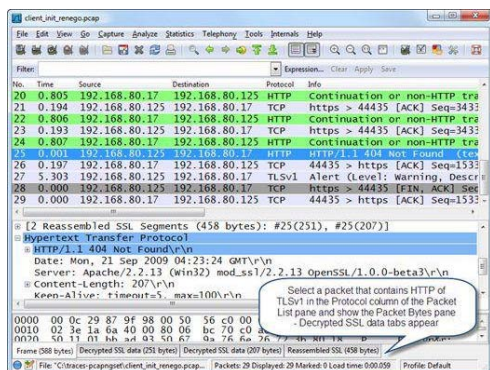 client_init_renego.pcap
File Edit View Go Capture Analyze Statistics Telephony Tools Internals Help
Filter: Expression... Clear Apply Save
No. Time Source Destination Protocol Info
20 0.805 192.168.80.17 192.168.80.125 HTTP Continuation or non-HTTP tra
21 0.194 192.168.80.125 192.168.80.17 TCP https > 44435 [ACK] Seq=343
22 0.806 192.168.80.17 192.168.80.125 HTTP Continuation or non-HTTP tra
23 0.193 192.168.80.125 192.168.80.17 TCP https > 44435 [ACK] Seq=343
24 0.807 192.168.80.17 192.168.80.125 HTTP Continuation or non-HTTP tra
25 0.001 192.168.80.125 192.168.80.17 HTTP HTTP/1.1 404 Not Found (tex
26 0.197 192.168.80.17 192.168.80.125 TCP 44435 > https [ACK] Seq=1533
27 5.303 192.168.80.125 192.168.80.17 TLSv1 Alert (Level: Warning, Descr
28 0.000 192.168.80.125 192.168.80.17 TCP https > 44435 [FIN, ACK] Sec
29 0.000 192.168.80.17 192.168.80.125 TCP 44435 > https [ACK] Seq=1533
[2 Reassembled SSL Segments (458 bytes): #25(251), #25(207)]
Hypertext Transfer Protocol
HTTP/1.1 404 Not Found\r\n
Date: Mon, 21 Sep 2009 04:23:24 GMT\r\n
Server: Apache/2.2.13 (Win32) mod_ssl/2.2.13 OpenSSL/1.0.0-beta3\r\n
Content-Length: 207\r\n
Keep-Alive: timeout=5, max=100\r\n
Select a packet that contains HTTP of
TLSv1 in the Protocol column of the Packet
List pane and show the Packet Bytes pane
- Decrypted SSL data tabs appear
0000 00 0c 29 87 9f 98 00 50 56 c0 00
0010 02 3e 1a 6a 40 00 80 06 bc 70 c0
0020 50 11 01 bb ad 93 50 67
Frame (588 bytes) Decrypted SSL data (251 bytes) Decrypted SSL data (207 bytes) Reassembled SSL (458 bytes)
File: "C:\traces-pcapngset\client_init_renego.pcap" Packets: 29 Displayed: 29 Marked: 0 Load time: 0:00.059 Profile: Default